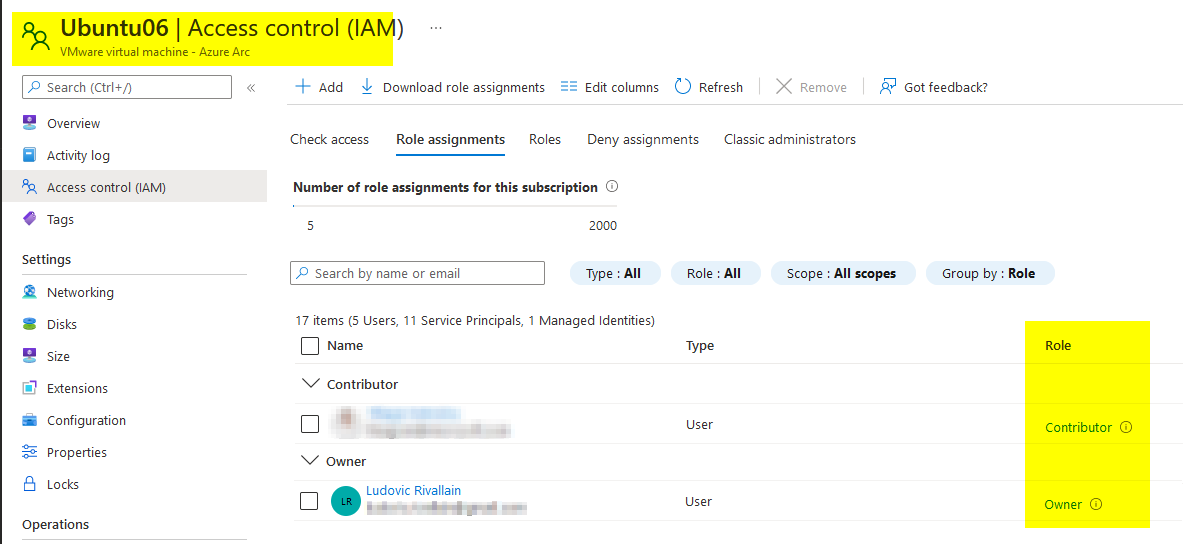 Ubuntu06 | Access control (IAM) ...
VMware virtual machine - Azure Arc
Search (Ctrl+/) «
Overview
Activity log
Access control (IAM)
Tags
Settings
Networking
Disks
Size
Extensions
Configuration
Properties
Locks
Operations
Add Download role assignments Edit columns Refresh Remove Got feedback?
Check access Role assignments Roles Deny assignments Classic administrators
Number of role assignments for this subscription
5 2000
Search by name or email Type : All Role : All Scope : All scopes Group by : Role
17 items (5 Users, 11 Service Principals, 1 Managed Identities)
Name Type Role
Contributor
User Contributor
Owner
LR Ludovic Rivallain User Owner